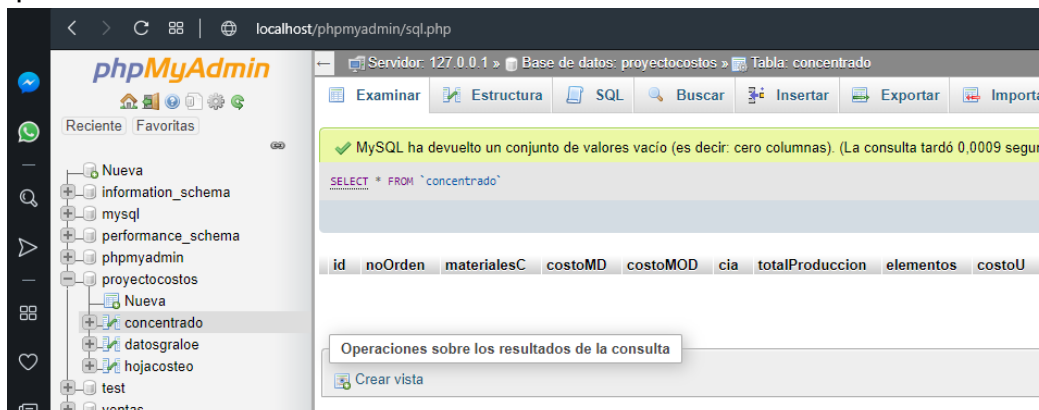 localhost/phpmyadmin/sql.php
phpMyAdmin
Reciente Favoritas
Nueva
information_schema
mysql
performance_schema
phpmyadmin
proyectocostos
Nueva
concentrado
datosgraloe
hojacosteo
test
ventas
Servidor: 127.0.0.1 » Base de datos: proyectocostos » Tabla: concentrado
Examinar Estructura SQL Buscar Insertar Exportar Importa
MySQL ha devuelto un conjunto de valores vacío (es decir: cero columnas). (La consulta tardó 0,0009 segur
SELECT * FROM `concentrado`
id noOrden materialesC costoMD costoMOD cia totalProduccion elementos costoU
Operaciones sobre los resultados de la consulta
Crear vista